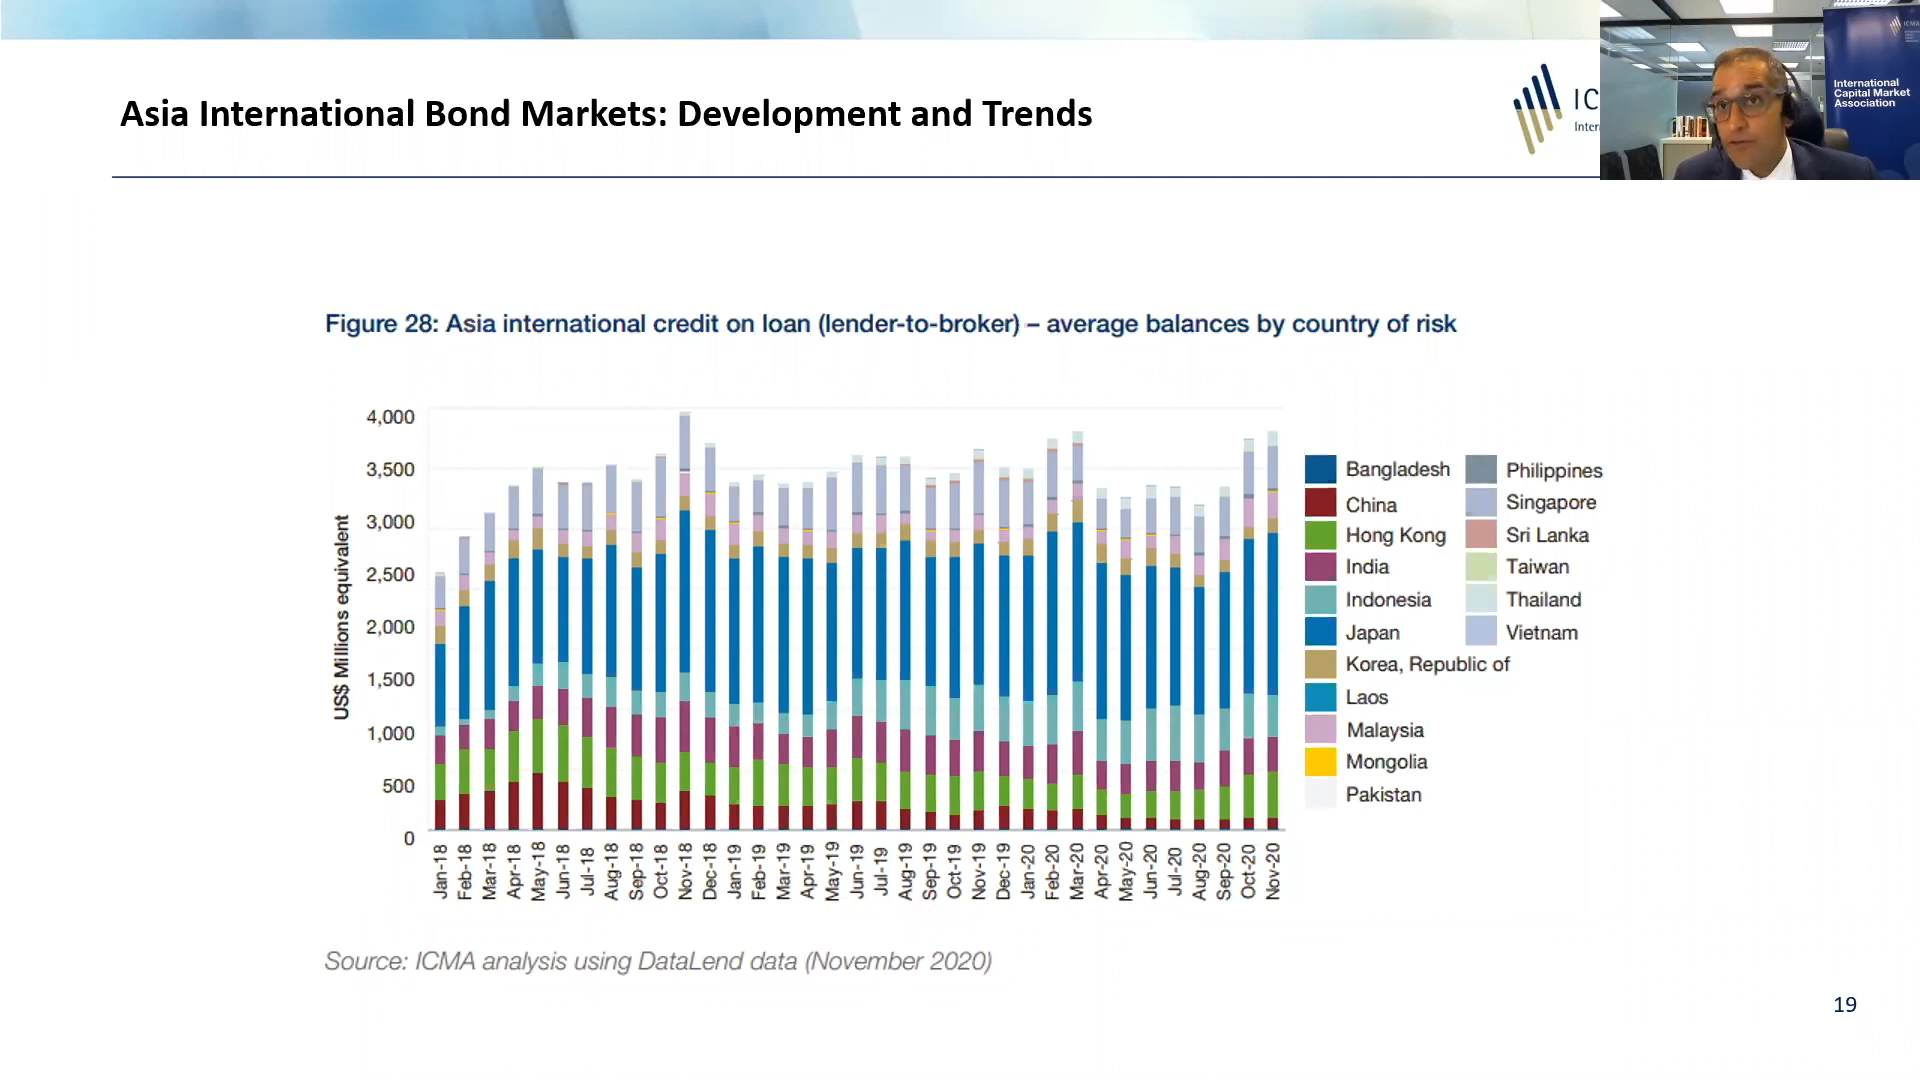 Asia International Bond Markets: Development and Trends
IC
Inter
ICMA
International
Capital Market
Association
Figure 28: Asia international credit on loan (lender-to-broker) – average balances by country of risk
US$ Millions equivalent
4,000
3,500
3,000
2,500
2,000
1,500
1,000
500
0
Jan-18
Feb-18
Mar-18
Apr-18
May-18
Jun-18
Jul-18
Aug-18
Sep-18
Oct-18
Nov-18
Dec-18
Jan-19
Feb-19
Mar-19
Apr-19
May-19
Jun-19
Jul-19
Aug-19
Sep-19
Oct-19
Nov-19
Dec-19
Jan-20
Feb-20
Mar-20
Apr-20
May-20
Jun-20
Jul-20
Aug-20
Sep-20
Oct-20
Nov-20
Bangladesh
China
Hong Kong
India
Indonesia
Japan
Korea, Republic of
Laos
Malaysia
Mongolia
Pakistan
Philippines
Singapore
Sri Lanka
Taiwan
Thailand
Vietnam
Source: ICMA analysis using DataLend data (November 2020)
19